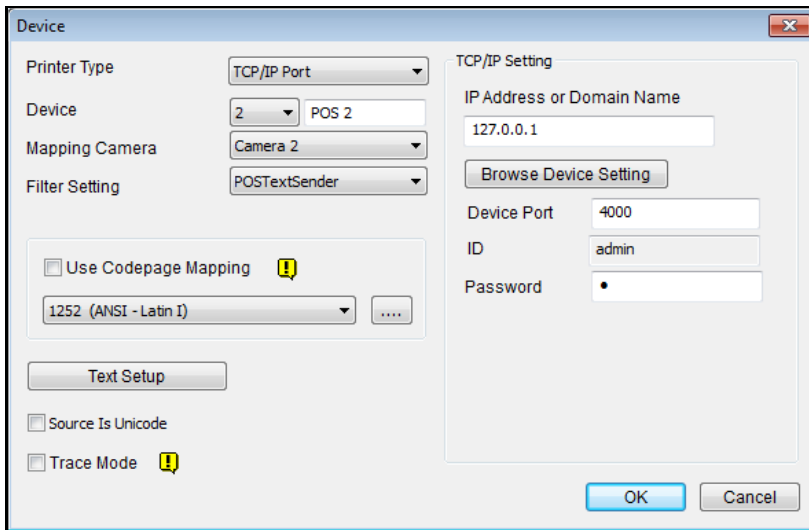 Device
Printer Type
TCP/IP Port
Device
2
POS 2
Mapping Camera
Camera 2
Filter Setting
POSTextSender
Use Codepage Mapping
1252 (ANSI - Latin I)
....
Text Setup
Source Is Unicode
Trace Mode
TCP/IP Setting
IP Address or Domain Name
127.0.0.1
Browse Device Setting
Device Port
4000
ID
admin
Password
•
OK
Cancel